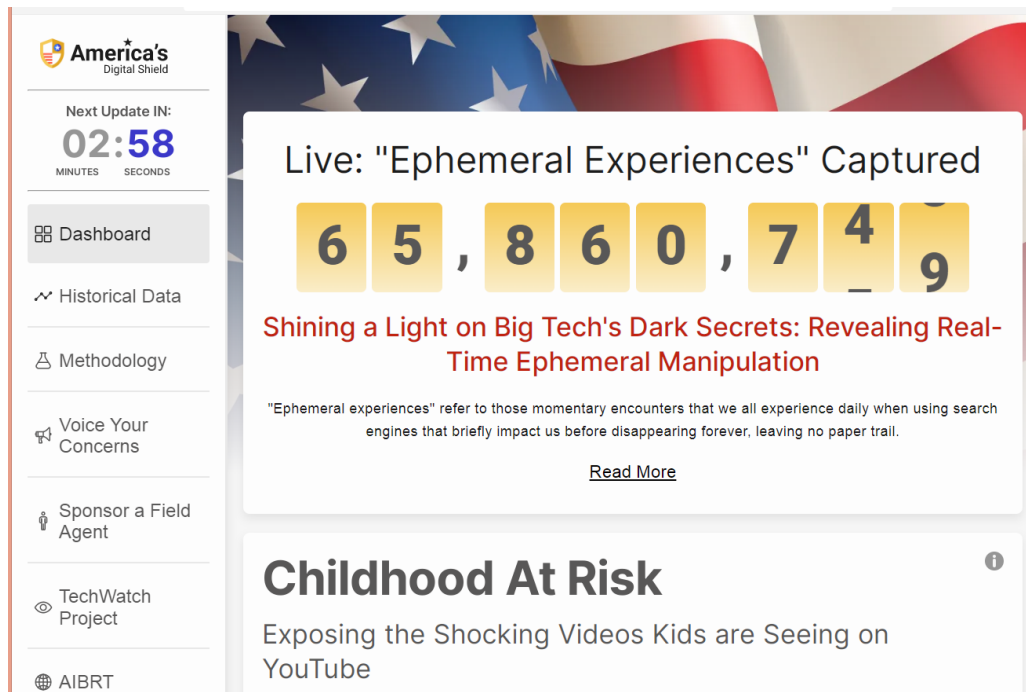 America's
Digital Shield
Next Update IN:
02:58
MINUTES SECONDS
Dashboard
Historical Data
Methodology
Voice Your
Concerns
Sponsor a Field
Agent
TechWatch
Project
AIBRT
Live: "Ephemeral Experiences" Captured
65,860,749
Shining a Light on Big Tech's Dark Secrets: Revealing Real-
Time Ephemeral Manipulation
"Ephemeral experiences" refer to those momentary encounters that we all experience daily when using search
engines that briefly impact us before disappearing forever, leaving no paper trail.
Read More
Childhood At Risk
Exposing the Shocking Videos Kids are Seeing on
YouTube